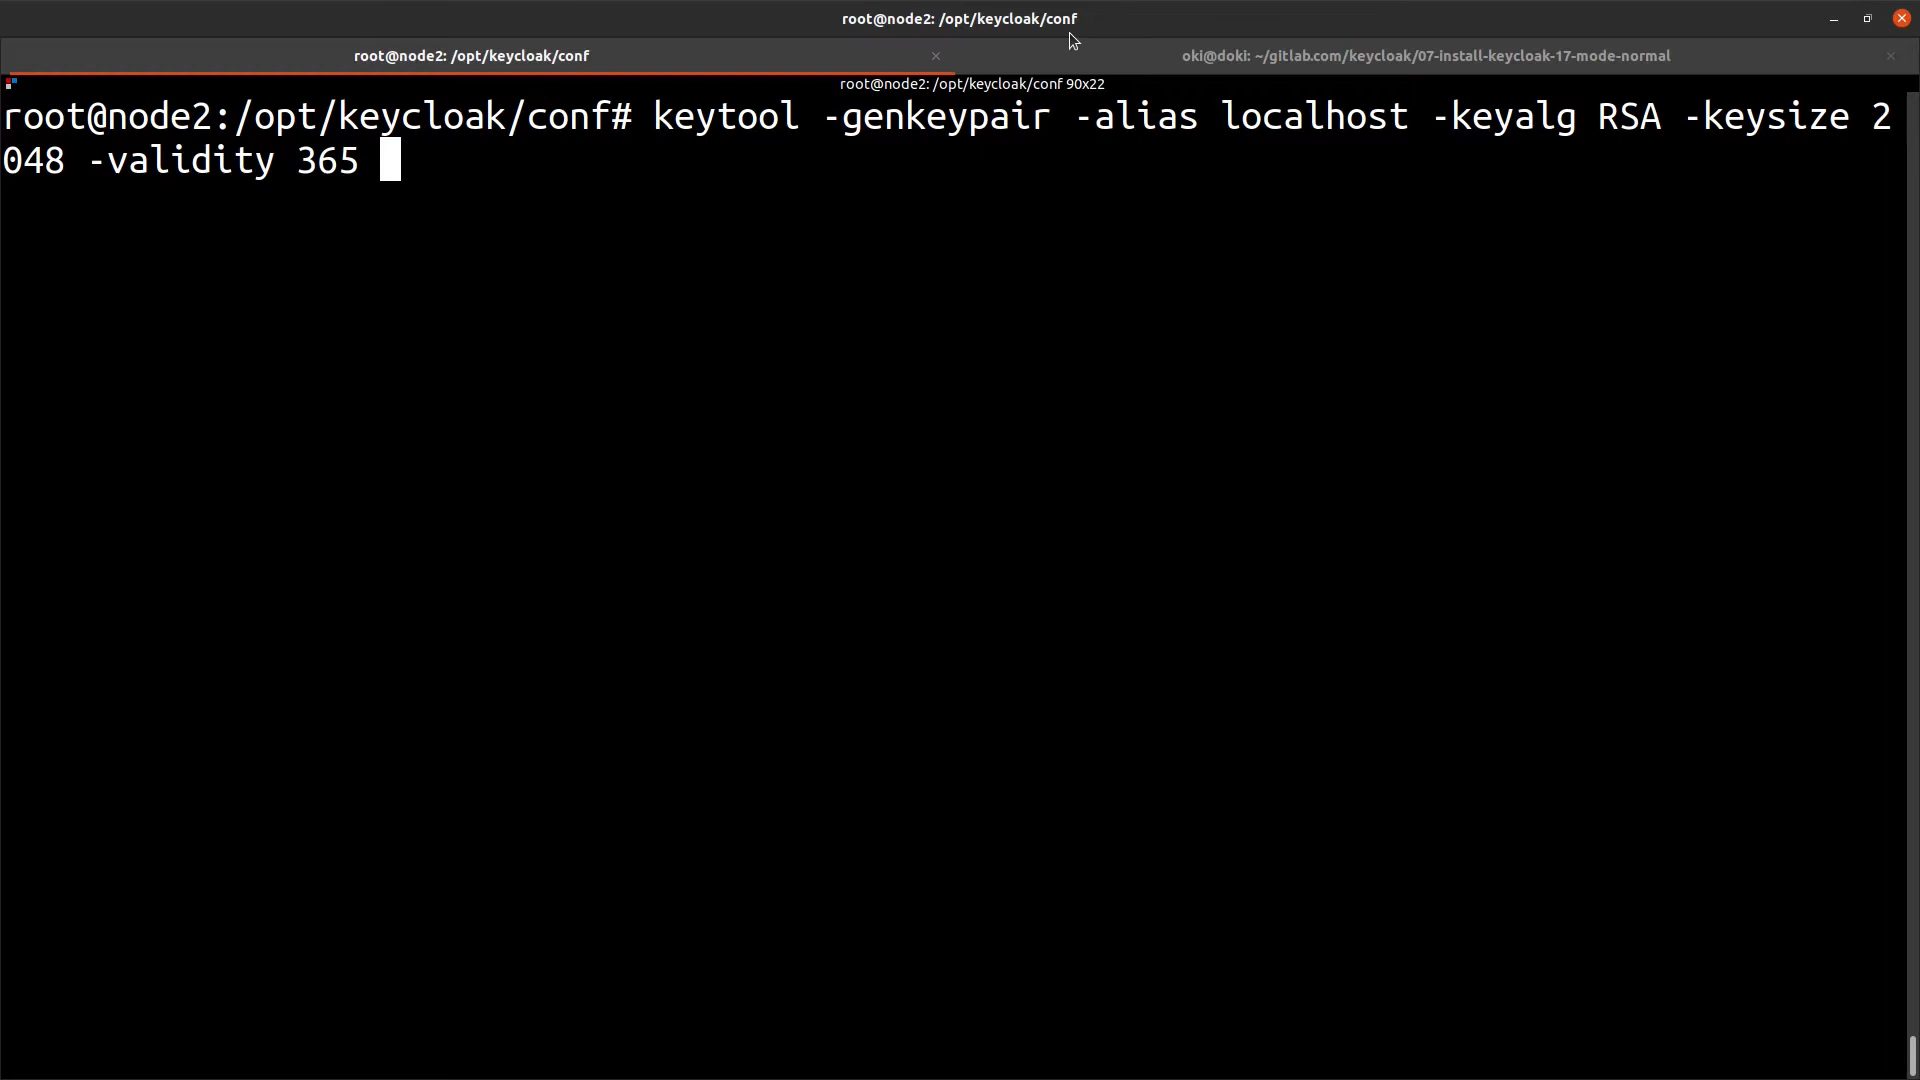 root@node2: /opt/keycloak/conf
root@node2: /opt/keycloak/conf
oki@doki: ~/gitlab.com/keycloak/07-install-keycloak-17-mode-normal
root@node2: /opt/keycloak/conf 90x22
root@node2:/opt/keycloak/conf# keytool -genkeypair -alias localhost -keyalg RSA -keysize 2
048 -validity 365